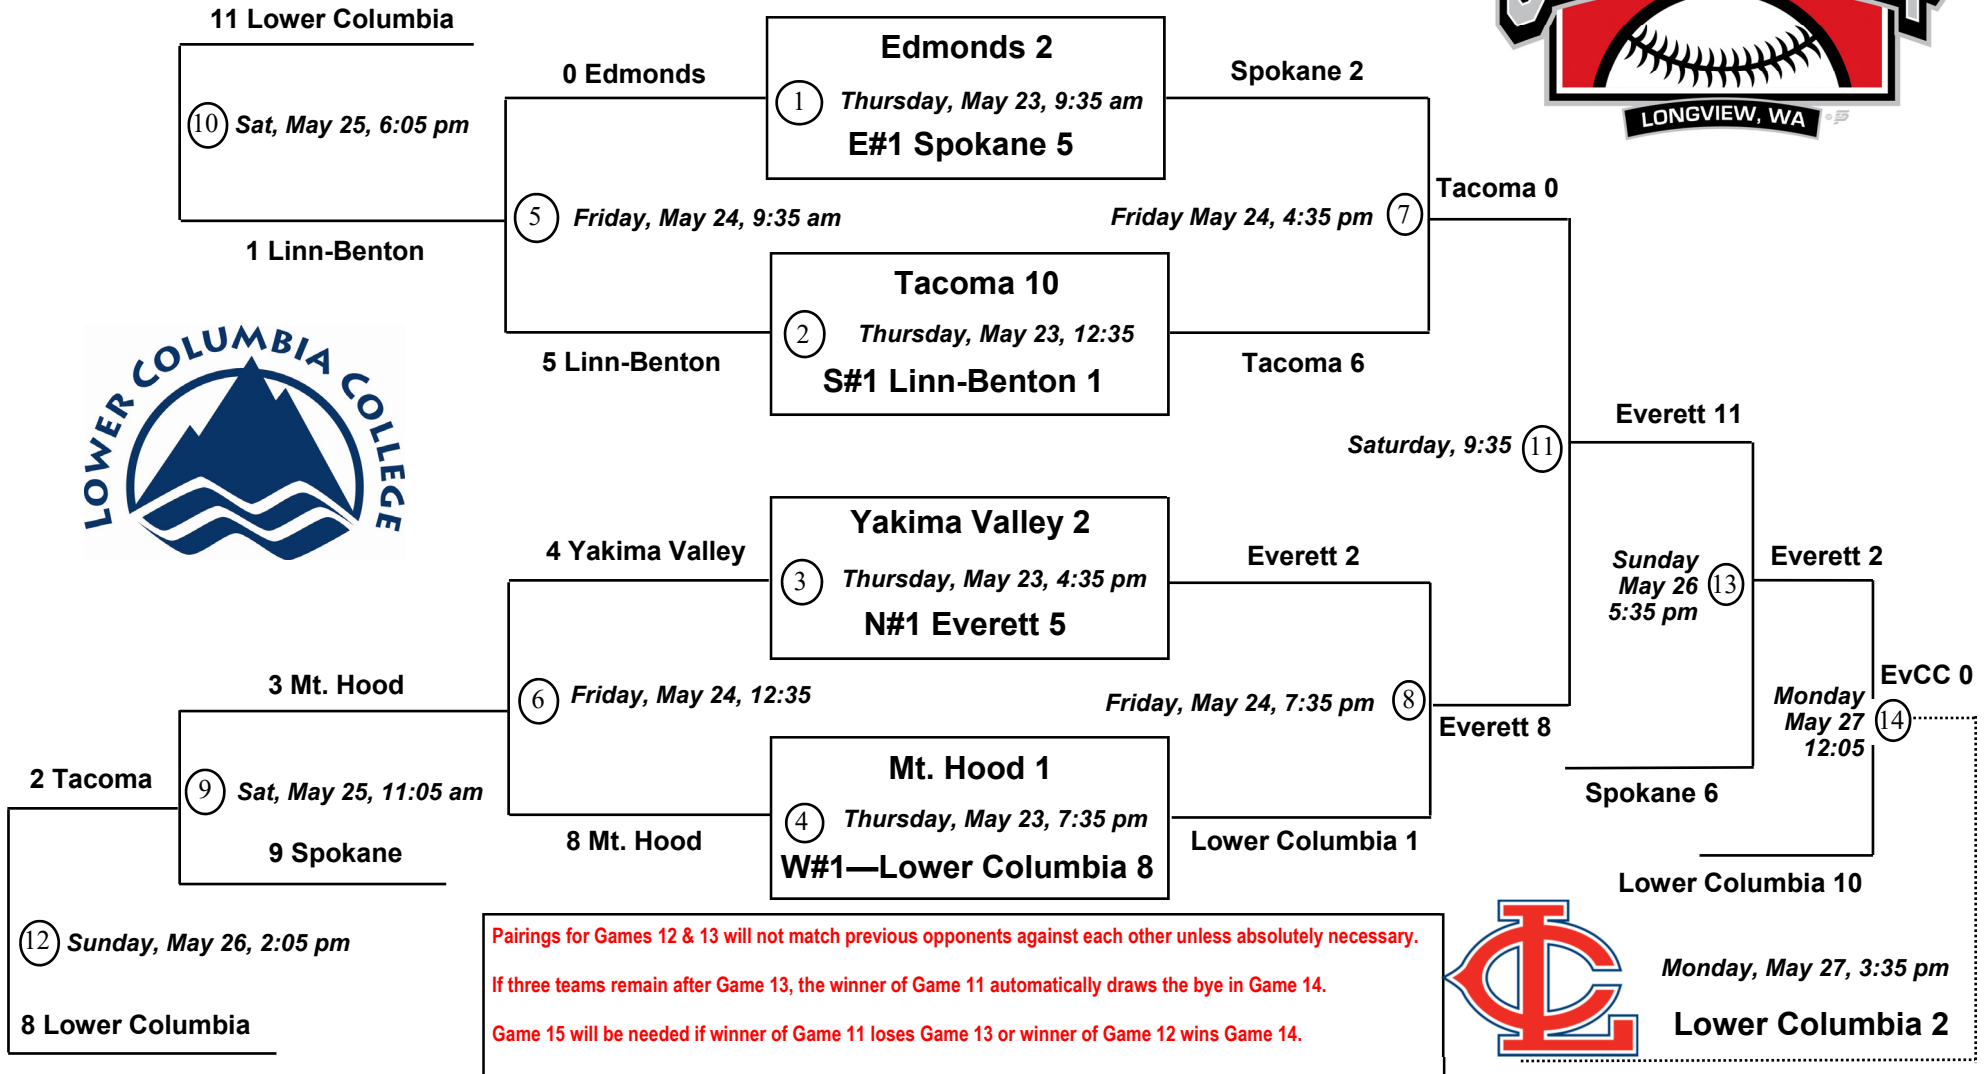 11 Lower Columbia
10 Sat, May 25, 6:05 pm
1 Linn-Benton
0 Edmonds
5 Friday, May 24, 9:35 am
5 Linn-Benton
Edmonds 2
1 Thursday, May 23, 9:35 am
E#1 Spokane 5
Spokane 2
Friday May 24, 4:35 pm 7
Tacoma 10
2 Thursday, May 23, 12:35
S#1 Linn-Benton 1
Tacoma 6
Tacoma 0
LONGVIEW, WA
LOWER COLUMBIA COLLEGE
Saturday, 9:35 11
Everett 11
4 Yakima Valley
Yakima Valley 2
3 Thursday, May 23, 4:35 pm
N#1 Everett 5
Everett 2
Sunday
May 26 13
5:35 pm
Everett 2
3 Mt. Hood
6 Friday, May 24, 12:35
Friday, May 24, 7:35 pm 8
Everett 8
EvCC 0
Monday
May 27 14
12:05
2 Tacoma
9 Sat, May 25, 11:05 am
9 Spokane
8 Mt. Hood
Mt. Hood 1
4 Thursday, May 23, 7:35 pm
W#1—Lower Columbia 8
Lower Columbia 1
Spokane 6
Lower Columbia 10
12 Sunday, May 26, 2:05 pm
8 Lower Columbia
Pairings for Games 12 & 13 will not match previous opponents against each other unless absolutely necessary.
If three teams remain after Game 13, the winner of Game 11 automatically draws the bye in Game 14.
Game 15 will be needed if winner of Game 11 loses Game 13 or winner of Game 12 wins Game 14.
LC
Monday, May 27, 3:35 pm
Lower Columbia 2